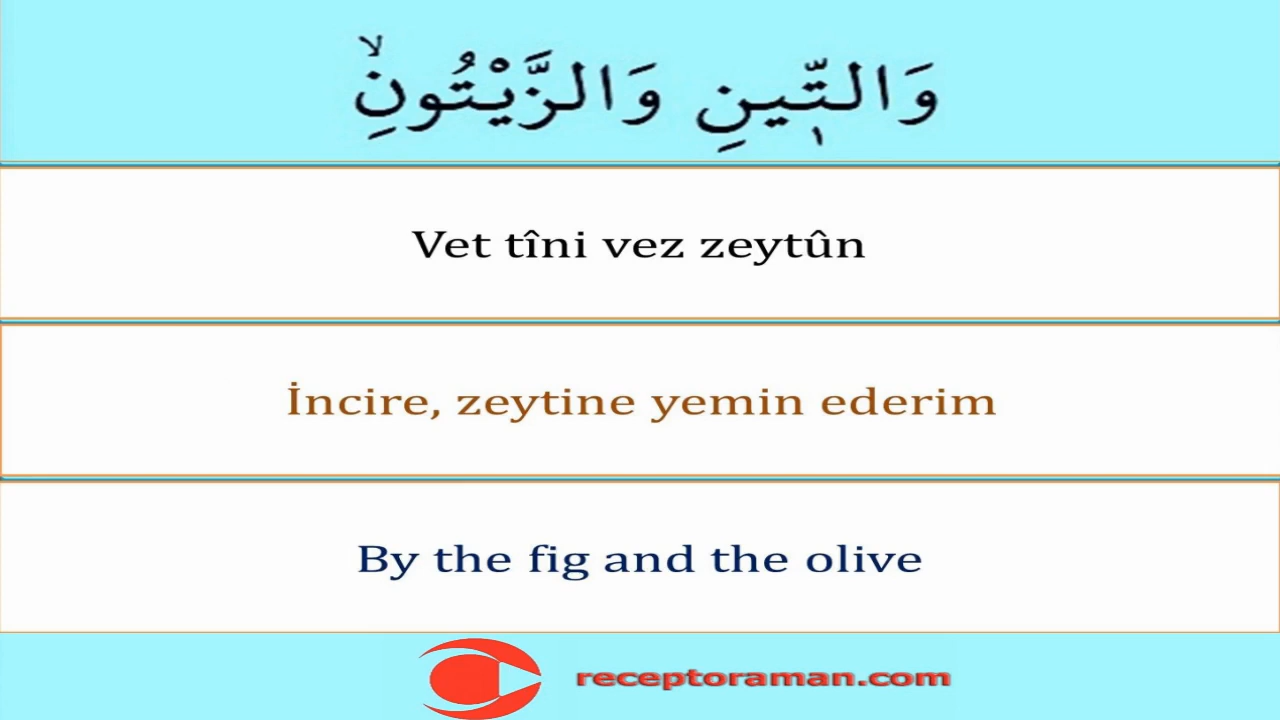 وَالتّ۪ينِ وَالزَّيْتُونِۙ
Vet tîni vez zeytûn
İncire, zeytine yemin ederim
By the fig and the olive
receptoraman.com